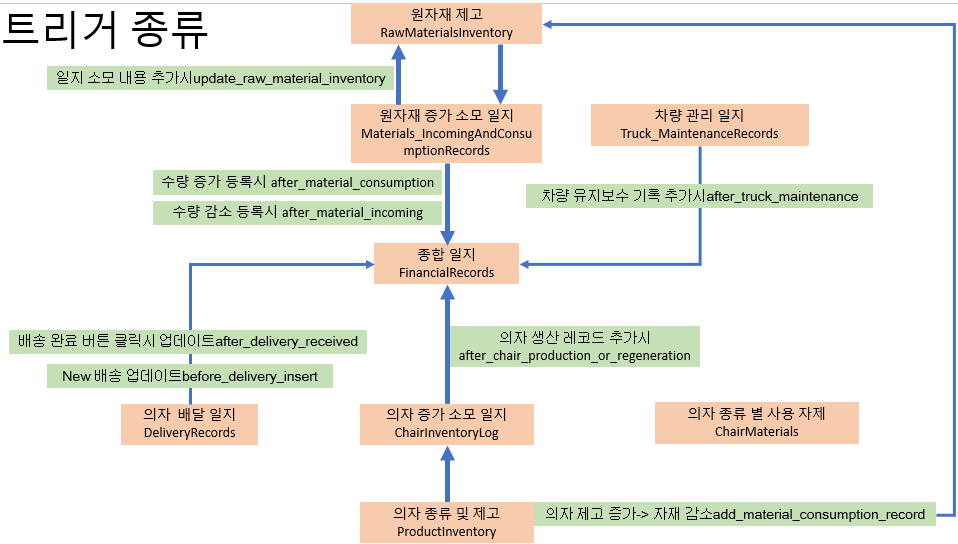 트리거 종류
원자재 제고
RawMaterialsInventory
일지 소모 내용 추가시update_raw_material_inventory
원자재 증가 소모 일지
Materials_IncomingAndConsu
mptionRecords
차량 관리 일지
Truck_MaintenanceRecords
수량 증가 등록시 after_material_consumption
수량 감소 등록시 after_material_incoming
차량 유지보수 기록 추가시after_truck_maintenance
종합 일지
FinancialRecords
배송 완료 버튼 클릭시 업데이트after_delivery_received
New 배송 업데이트before_delivery_insert
의자 생산 레코드 추가시
after_chair_production_or_regeneration
의자 배달 일지
DeliveryRecords
의자 증가 소모 일지
ChairInventoryLog
의자 종류 별 사용 자제
ChairMaterials
의자 종류 및 제고
ProductInventory
의자 제고 증가-> 자재 감소add_material_consumption_record